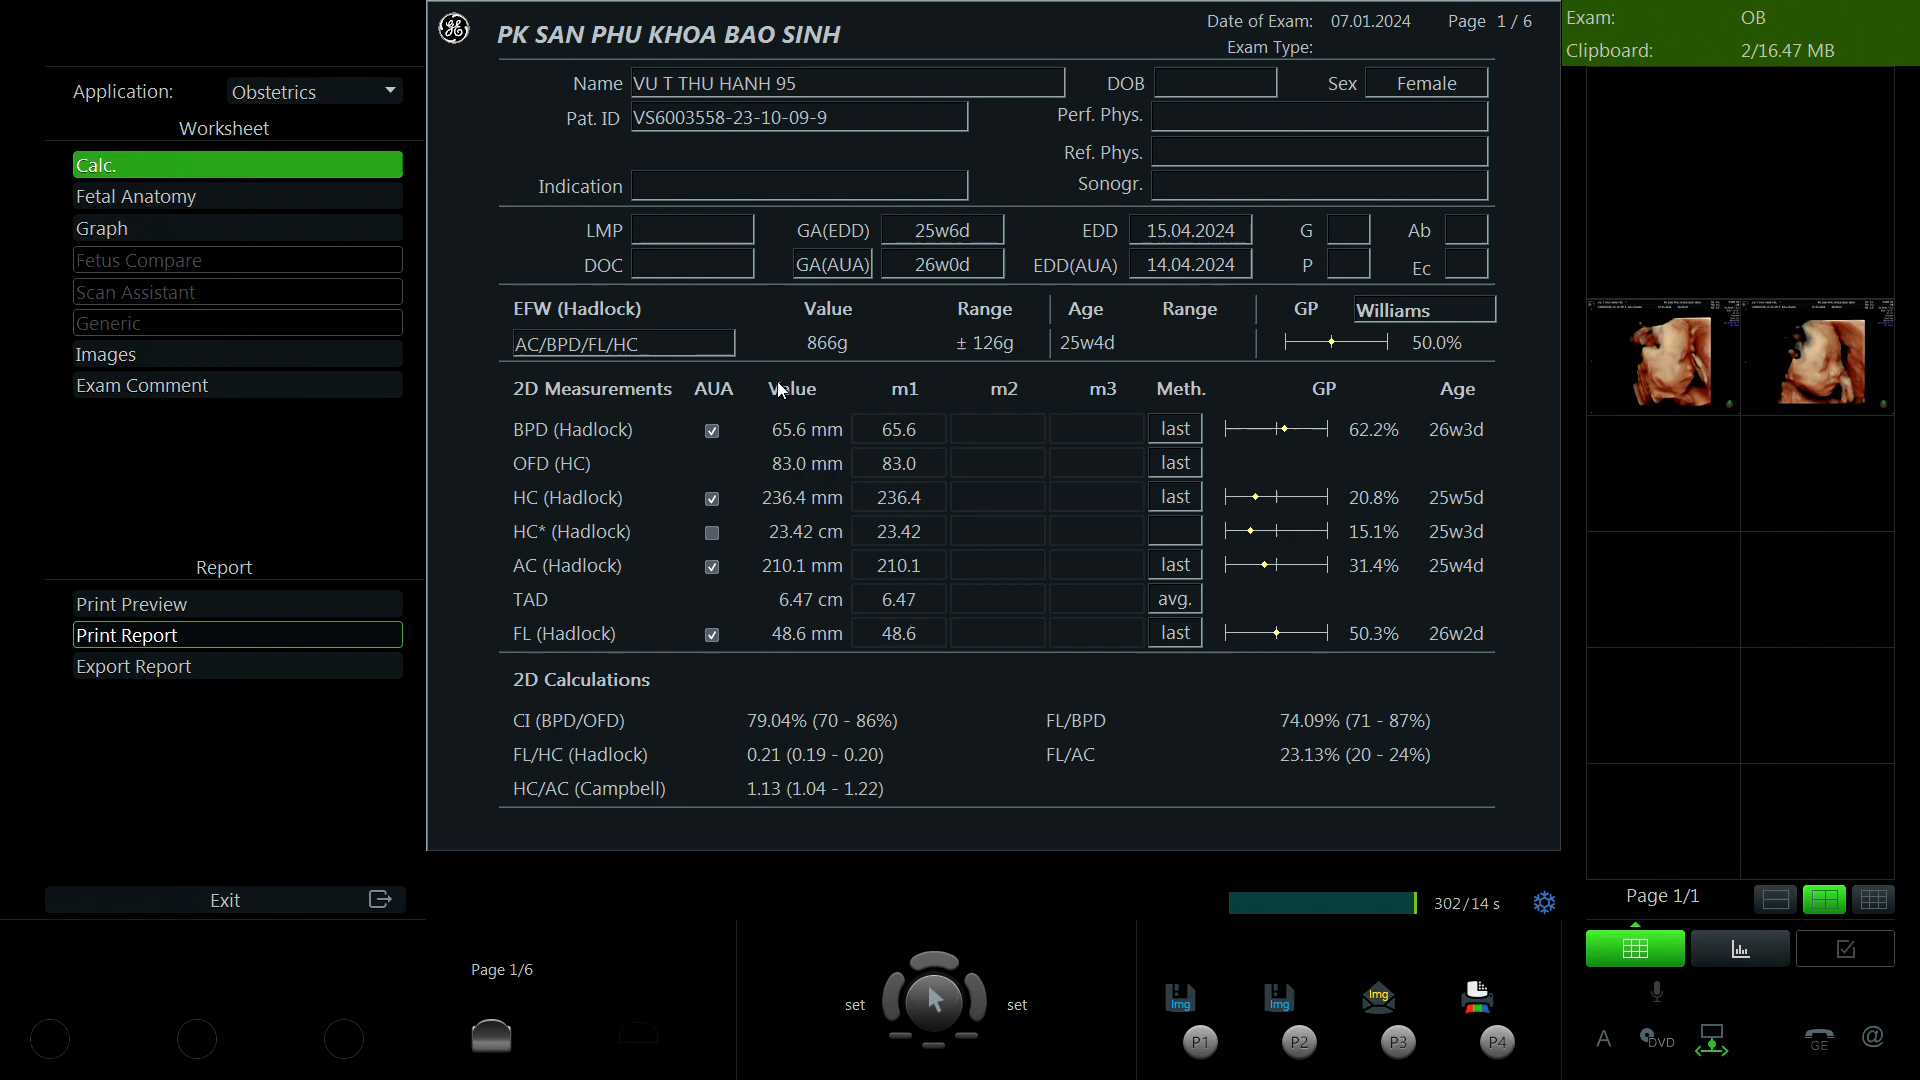 PK SAN PHU KHOA BAO SINH
Date of Exam: 07.01.2024 Page 1 / 6
Exam Type:
Exam: OB
Clipboard: 2/16.47 MB
Application: Obstetrics
Worksheet
Calc.
Fetal Anatomy
Graph
Fetus Compare
Scan Assistant
Generic
Images
Exam Comment
Report
Print Preview
Print Report
Export Report
Exit
Name VU T THU HANH 95 DOB Sex Female
Pat. ID VS6003558-23-10-09-9 Perf. Phys.
Ref. Phys.
Indication Sonogr.
LMP GA(EDD) 25w6d EDD 15.04.2024 G Ab
DOC GA(AUA) 26w0d EDD(AUA) 14.04.2024 P Ec
EFW (Hadlock) Value Range Age Range GP Williams
AC/BPD/FL/HC 866g ± 126g 25w4d 50.0%
2D Measurements AUA Value m1 m2 m3 Meth. GP Age
BPD (Hadlock) 65.6 mm 65.6 last 62.2% 26w3d
OFD (HC) 83.0 mm 83.0 last
HC (Hadlock) 236.4 mm 236.4 last 20.8% 25w5d
HC* (Hadlock) 23.42 cm 23.42 15.1% 25w3d
AC (Hadlock) 210.1 mm 210.1 last 31.4% 25w4d
TAD 6.47 cm 6.47 avg.
FL (Hadlock) 48.6 mm 48.6 last 50.3% 26w2d
2D Calculations
CI (BPD/OFD) 79.04% (70 - 86%) FL/BPD 74.09% (71 - 87%)
FL/HC (Hadlock) 0.21 (0.19 - 0.20) FL/AC 23.13% (20 - 24%)
HC/AC (Campbell) 1.13 (1.04 - 1.22)
302/14 s
Page 1/1
Page 1/6
set set
Img Img Img
P1 P2 P3 P4
A DVD GE @